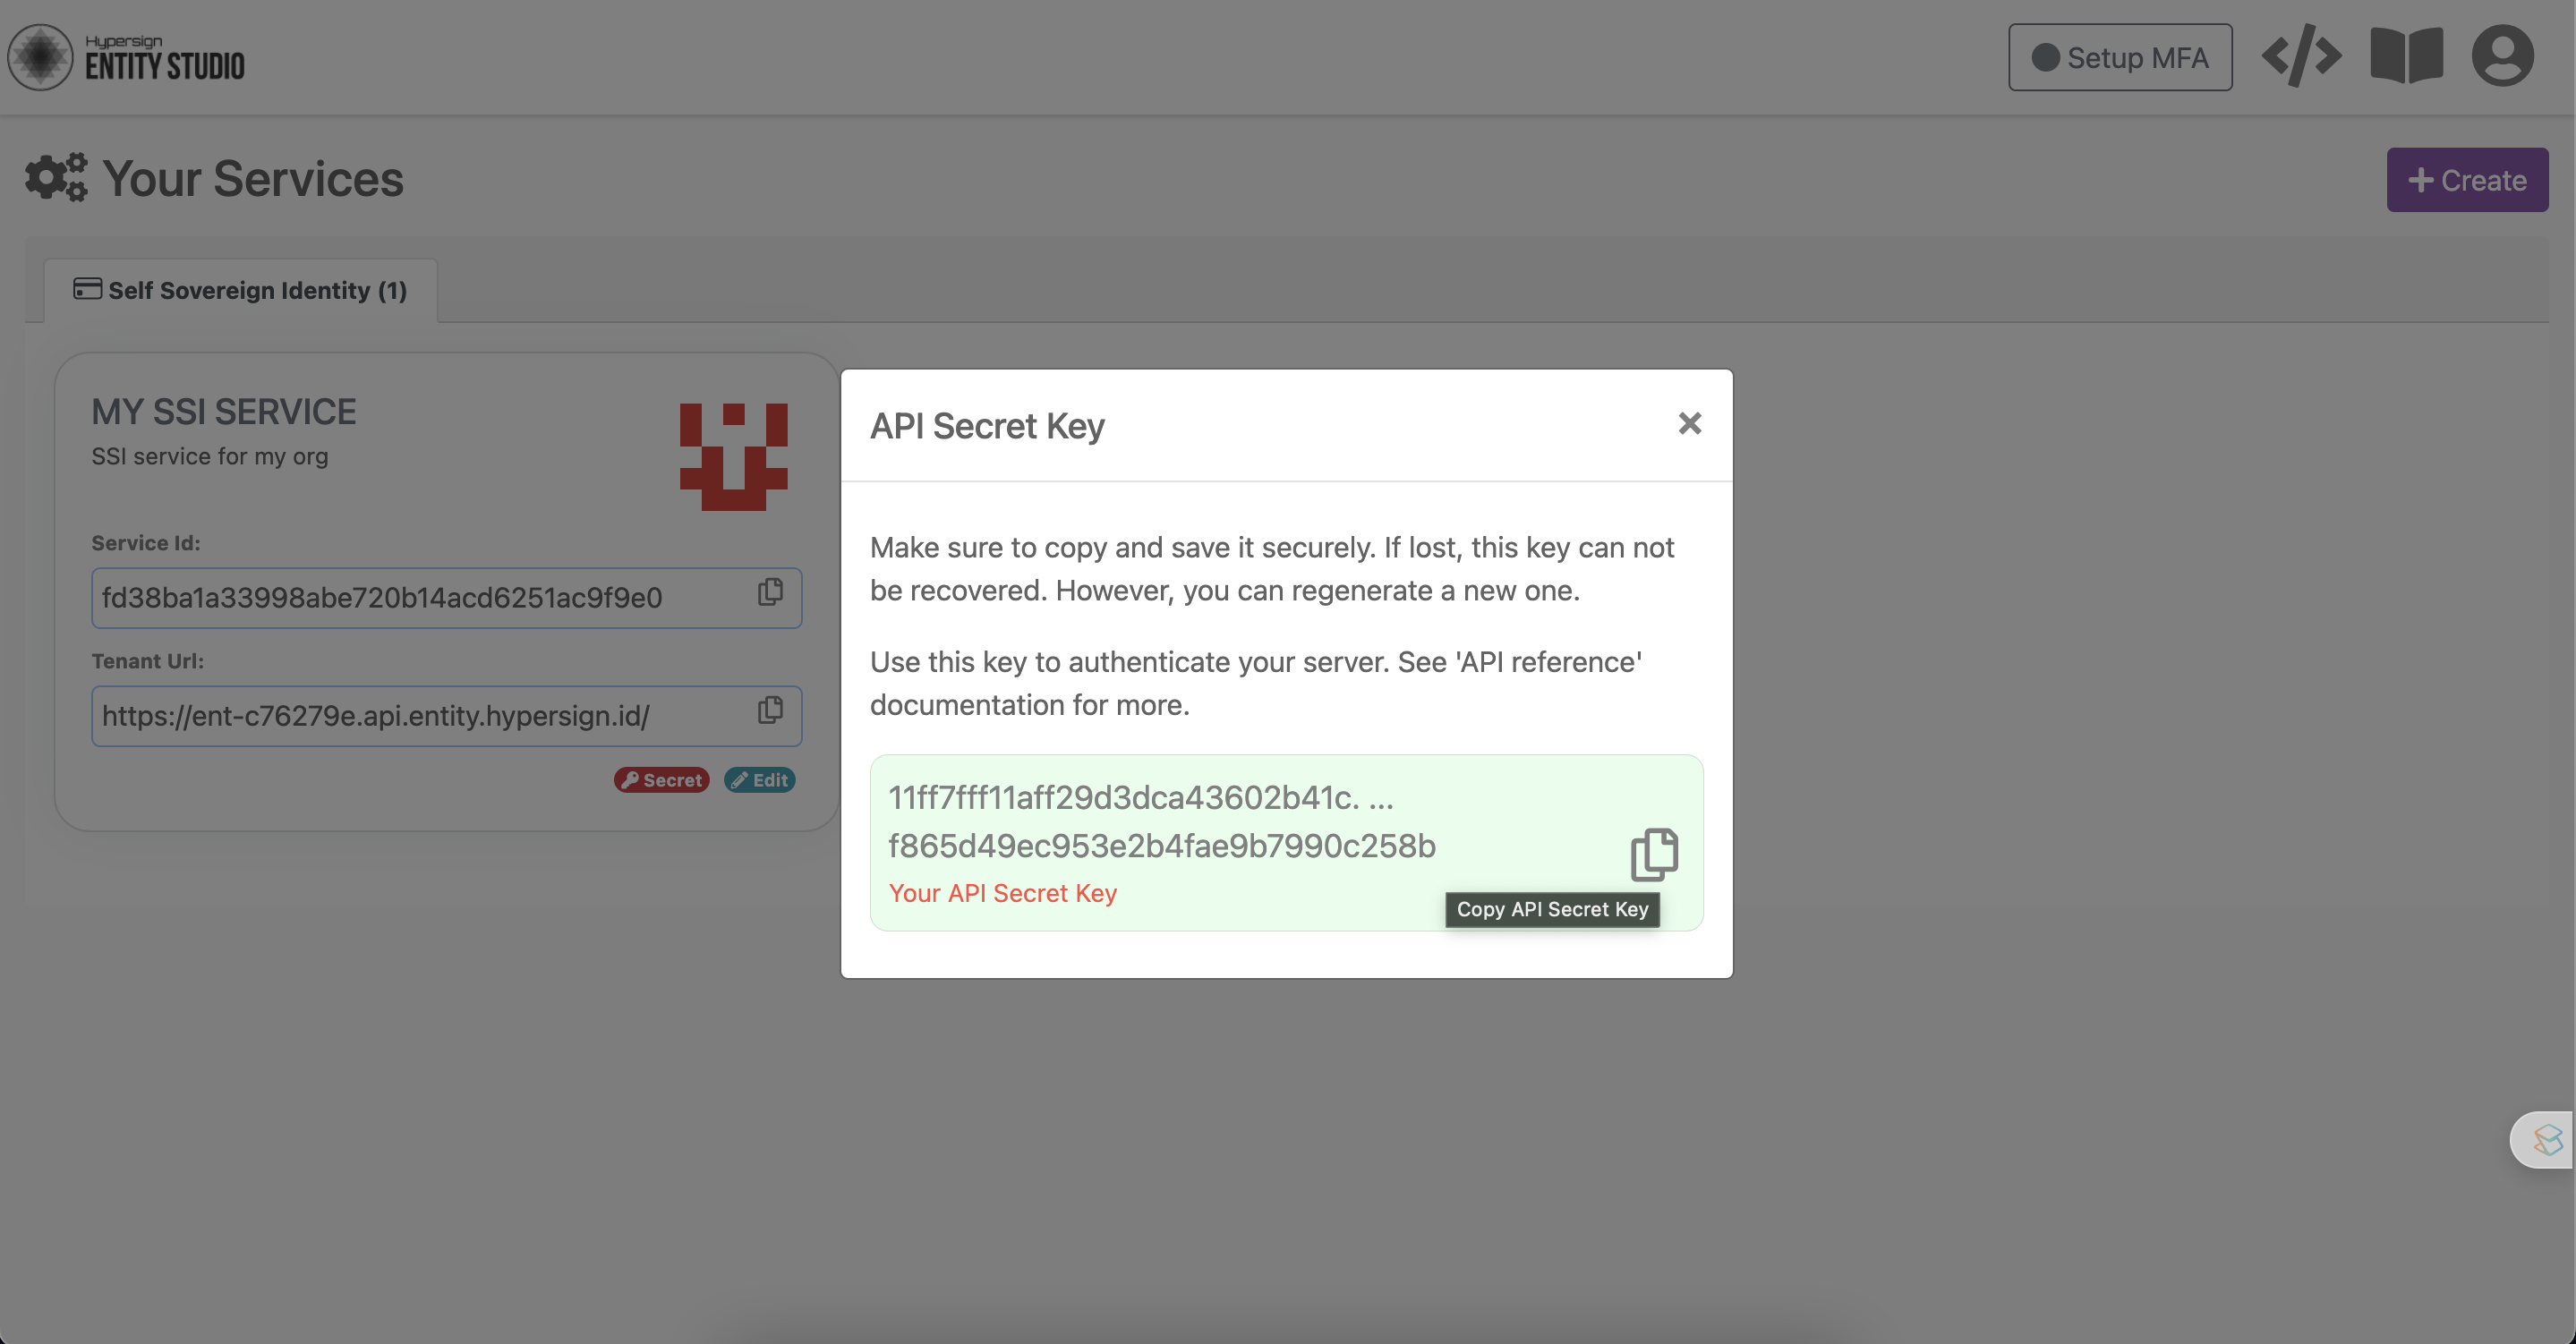 Hypersign
ENTITY STUDIO
Setup MFA
Your Services
Create
Self Sovereign Identity (1)
MY SSI SERVICE
SSI service for my org
Service Id:
fd38ba1a33998abe720b14acd6251ac9f9e0
Tenant Url:
https://ent-c76279e.api.entity.hypersign.id/
Secret
Edit
API Secret Key
Make sure to copy and save it securely. If lost, this key can not
be recovered. However, you can regenerate a new one.
Use this key to authenticate your server. See 'API reference'
documentation for more.
11ff7fff11aff29d3dca43602b41c. ...
f865d49ec953e2b4fae9b7990c258b
Your API Secret Key
Copy API Secret Key